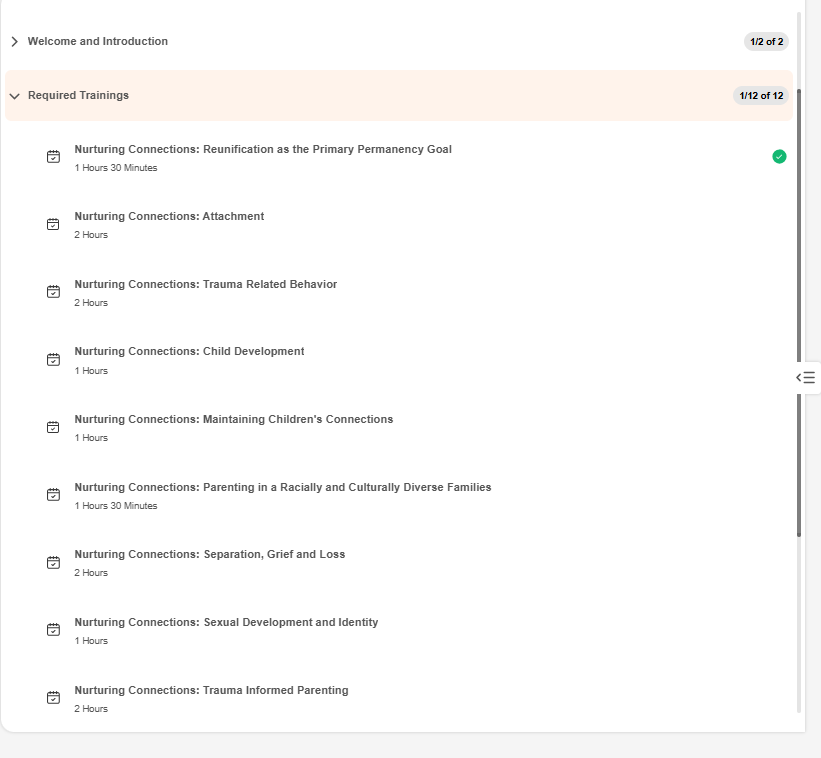 Welcome and Introduction
1/2 of 2
Required Trainings
1/12 of 12
Nurturing Connections: Reunification as the Primary Permanency Goal
1 Hours 30 Minutes
Nurturing Connections: Attachment
2 Hours
Nurturing Connections: Trauma Related Behavior
2 Hours
Nurturing Connections: Child Development
1 Hours
Nurturing Connections: Maintaining Children's Connections
1 Hours
Nurturing Connections: Parenting in a Racially and Culturally Diverse Families
1 Hours 30 Minutes
Nurturing Connections: Separation, Grief and Loss
2 Hours
Nurturing Connections: Sexual Development and Identity
1 Hours
Nurturing Connections: Trauma Informed Parenting
2 Hours